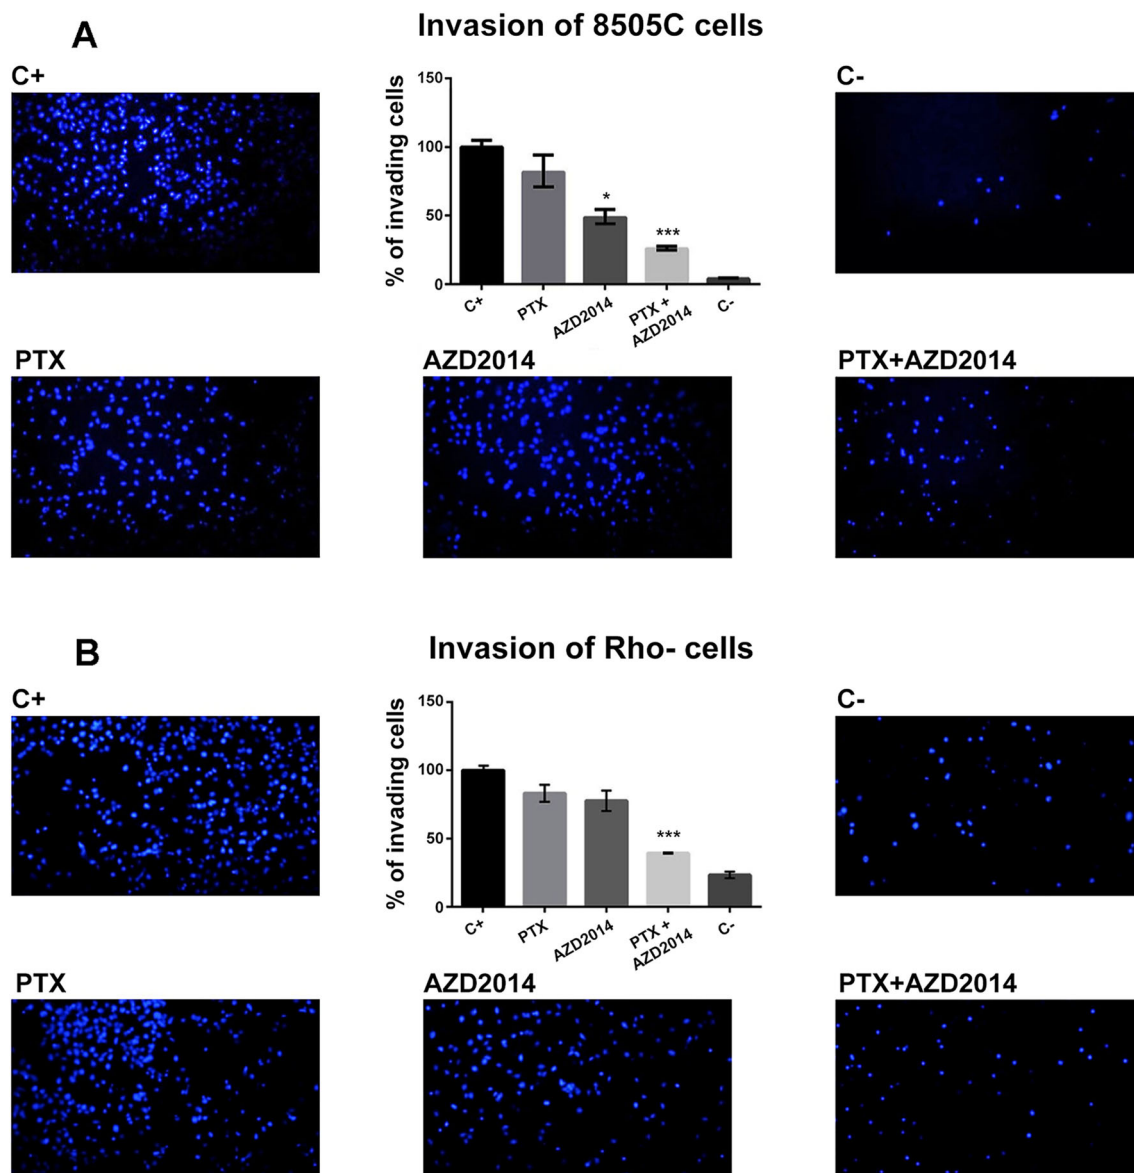 A
Invasion of 8505C cells
C+
C-
% of invading cells
150
100
50
0
*
***
C+
PTX
AZD2014
PTX +
AZD2014
C-
PTX
AZD2014
PTX+AZD2014
B
Invasion of Rho- cells
C+
C-
% of invading cells
150
100
50
0
***
C+
PTX
AZD2014
PTX +
AZD2014
C-
PTX
AZD2014
PTX+AZD2014